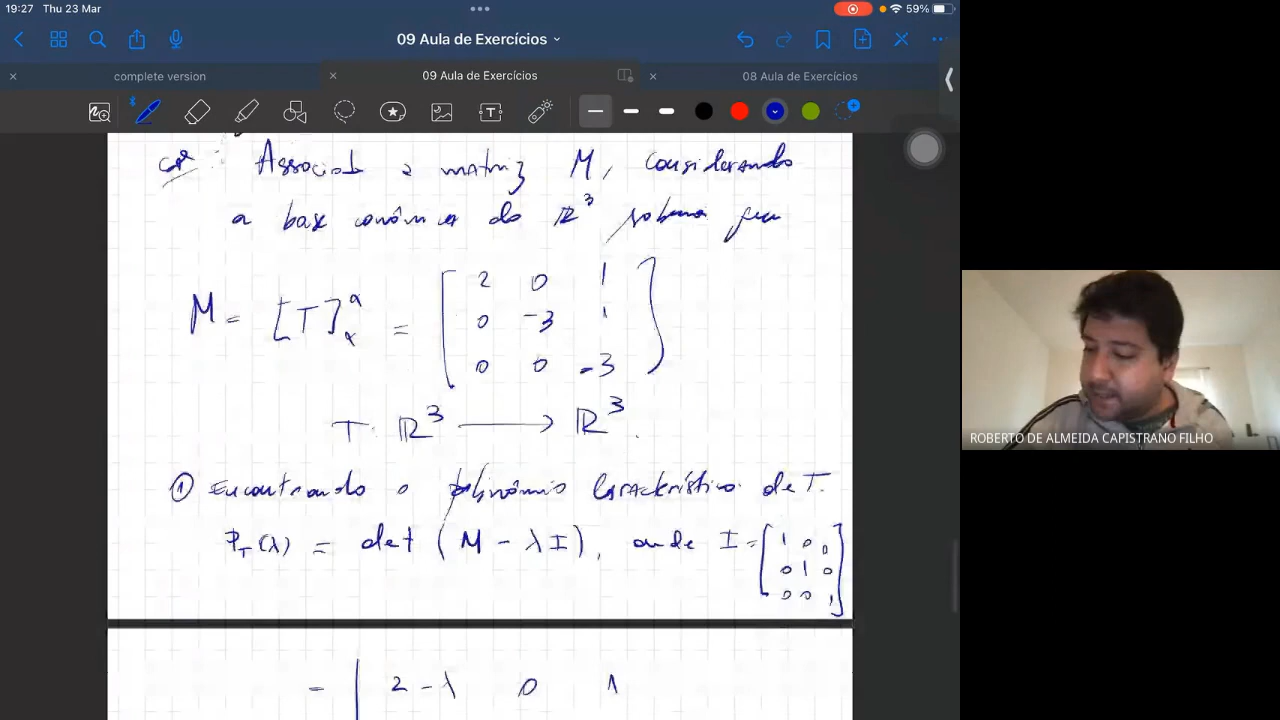 19:27 Thu 23 Mar
59%
09 Aula de Exercícios
complete version
09 Aula de Exercícios
08 Aula de Exercícios
Associada a matriz M, considerando
a base canônica do ℝ³ sabemos que
M = [T]^α_α = [ 2 0 1
0 -3 1
0 0 -3 ]
T: ℝ³ → ℝ³.
① Encontrando o polinômio característico de T.
P_T(λ) = det (M - λI), onde I = [ 1 0 0
0 1 0
0 0 1 ]
= | 2-λ 0 1
ROBERTO DE ALMEIDA CAPISTRANO FILHO